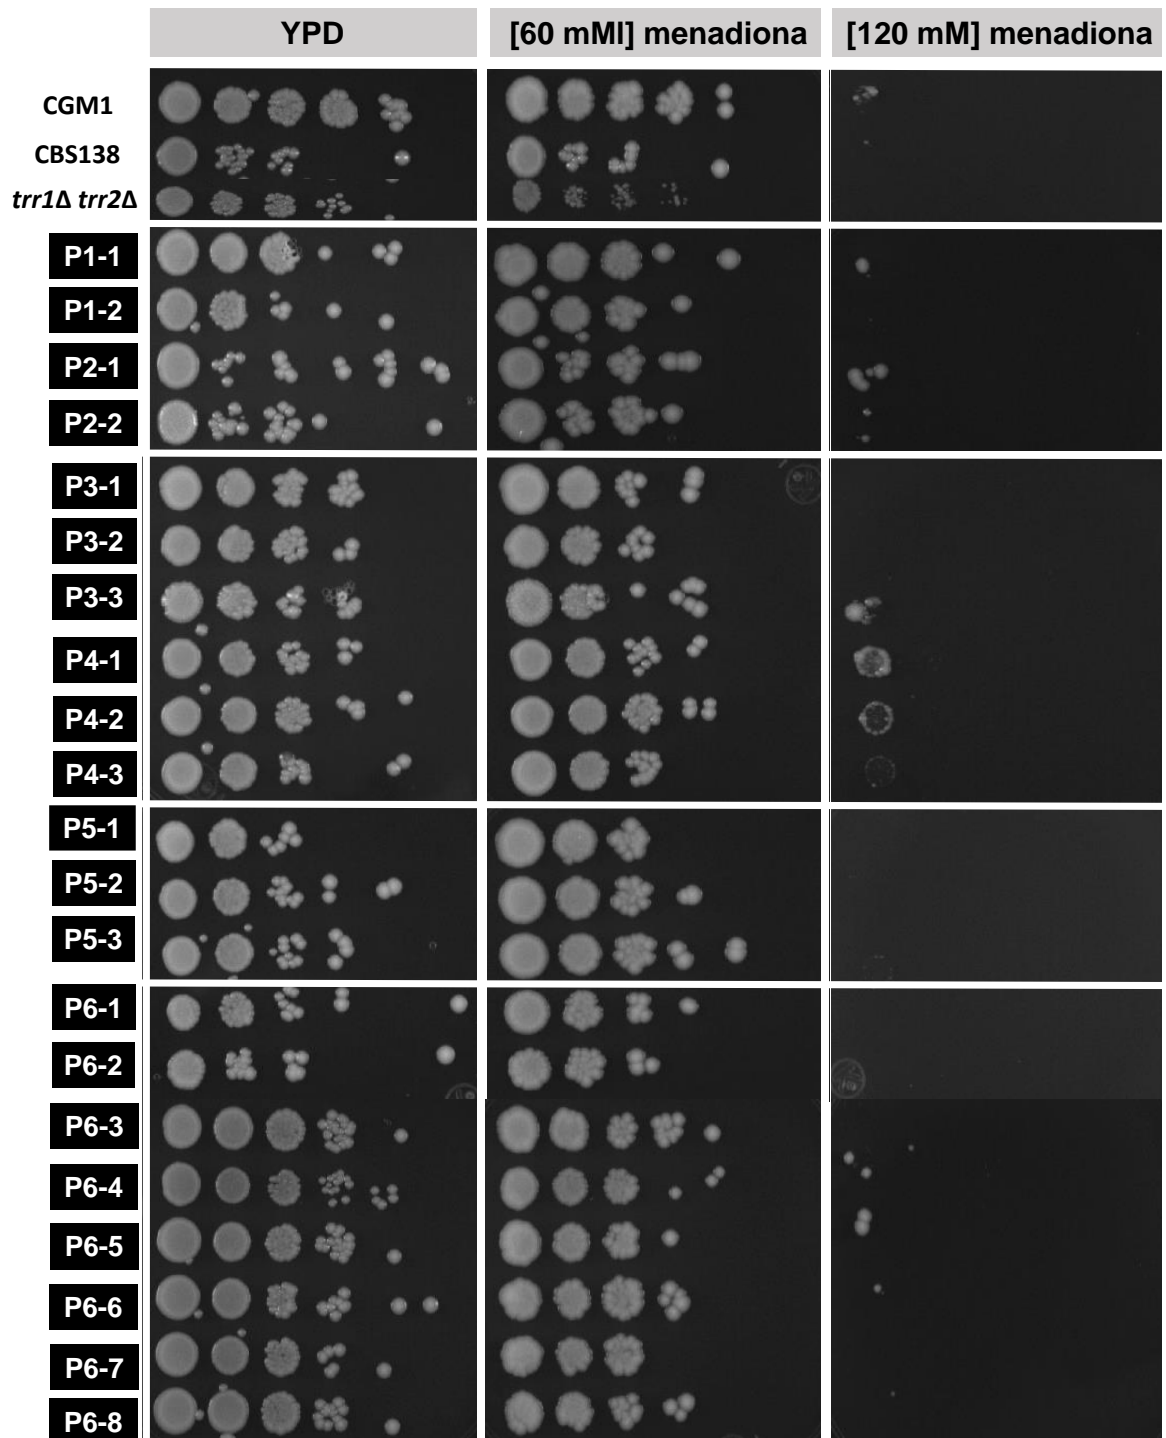 YPD [60 mMl] menadiona [120 mM] menadiona
CGM1
CBS138
trr1Δ trr2Δ
P1-1
P1-2
P2-1
P2-2
P3-1
P3-2
P3-3
P4-1
P4-2
P4-3
P5-1
P5-2
P5-3
P6-1
P6-2
P6-3
P6-4
P6-5
P6-6
P6-7
P6-8